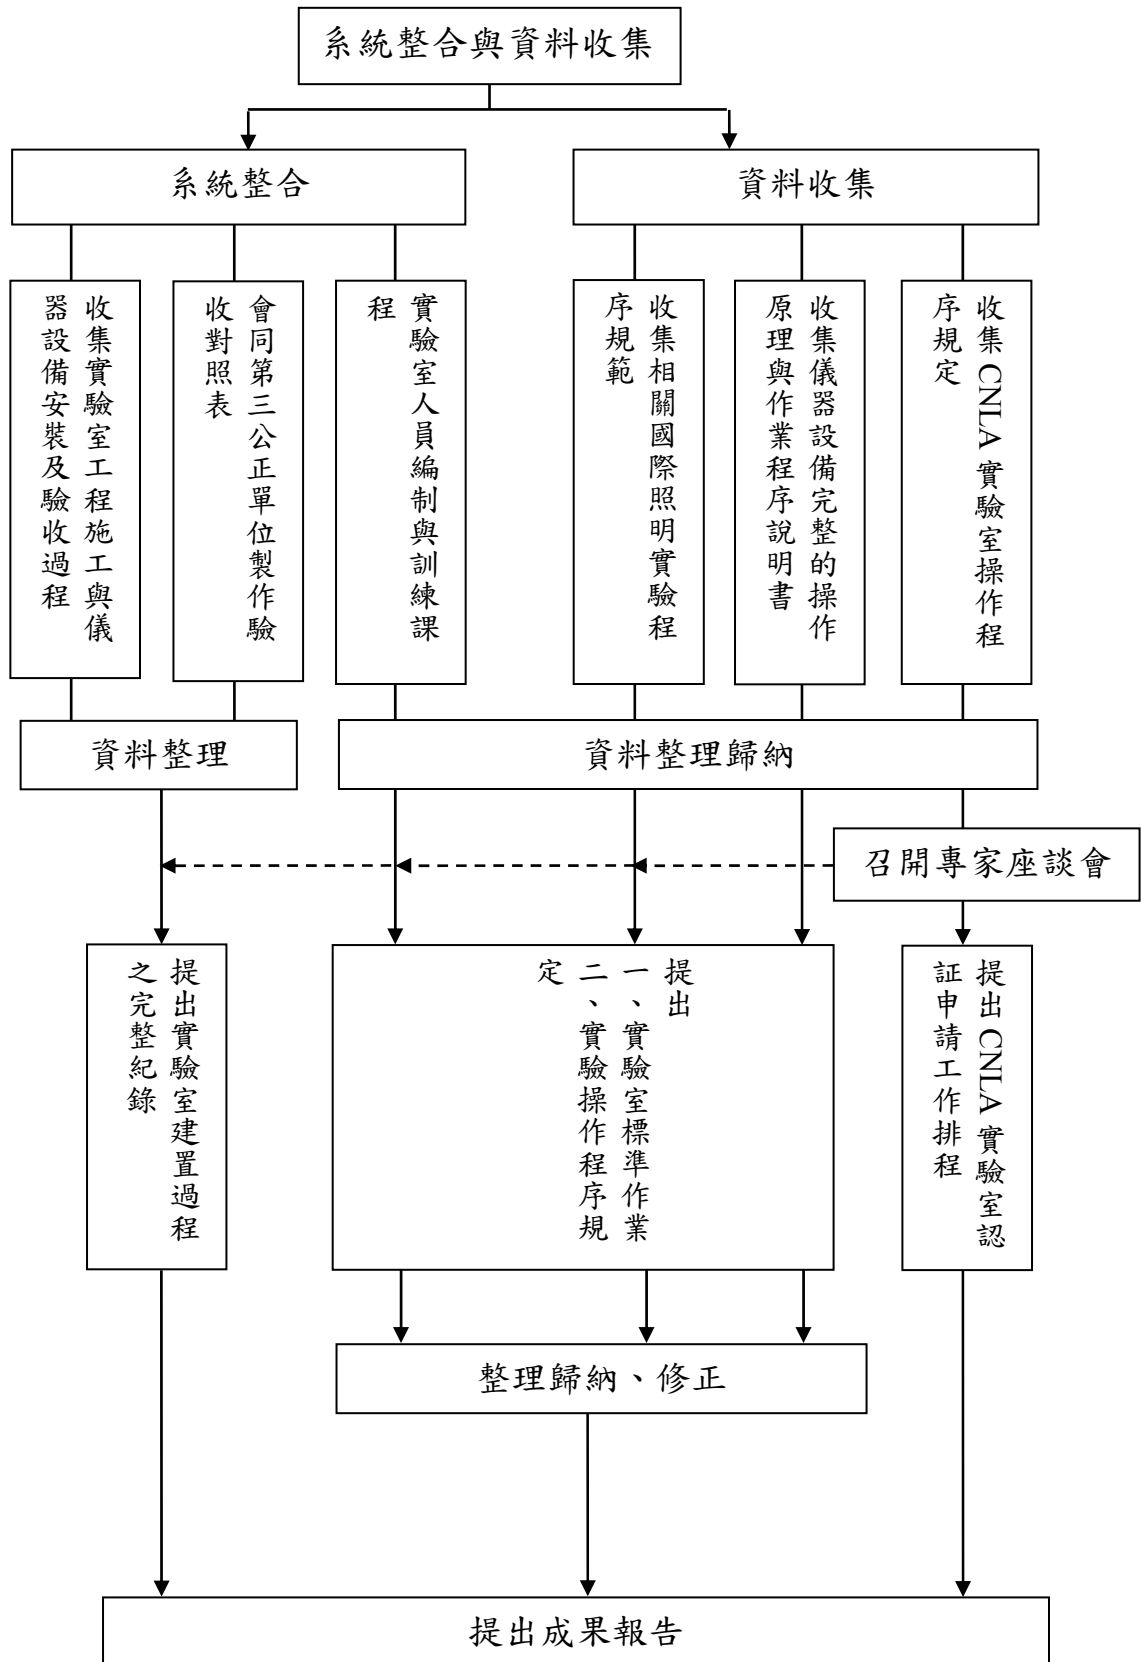 系統整合與資料收集
系統整合
資料收集
收集實驗室工程施工與儀
器設備安裝及驗收過程
會同第三公正單位製作驗
收對照表
實驗室人員編制與訓練課
程
收集相關國際照明實驗程
序規範
收集儀器設備完整的操作
原理與作業程序說明書
收集 CNLA 實驗室操作程
序規定
資料整理
資料整理歸納
召開專家座談會
提出實驗室建置過程
之完整紀錄
提出
一、實驗室標準作業
二、實驗操作程序規
定
提出 CNLA 實驗室認
証申請工作排程
整理歸納、修正
提出成果報告